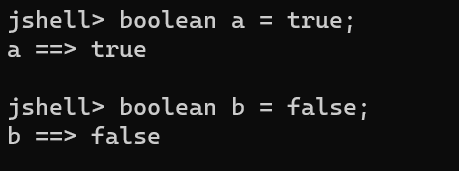 jshell> boolean a = true;
a ==> true
jshell> boolean b = false;
b ==> false